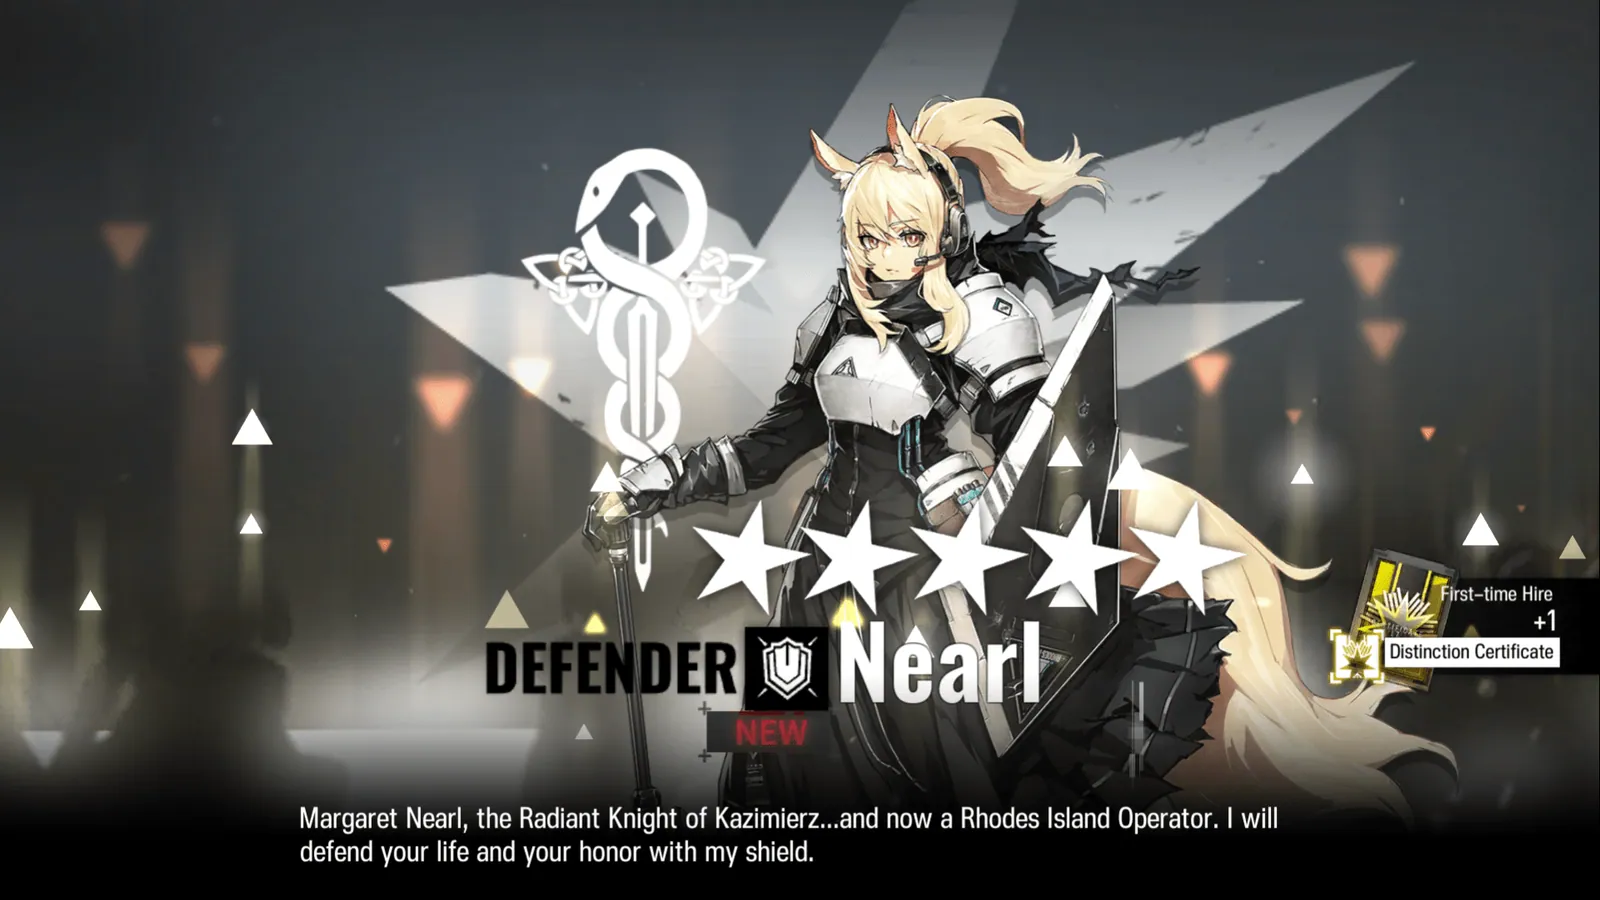 First-time Hire
+1
Distinction Certificate
DEFENDER Nearl
NEW
Margaret Nearl, the Radiant Knight of Kazimierz...and now a Rhodes Island Operator. I will
defend your life and your honor with my shield.